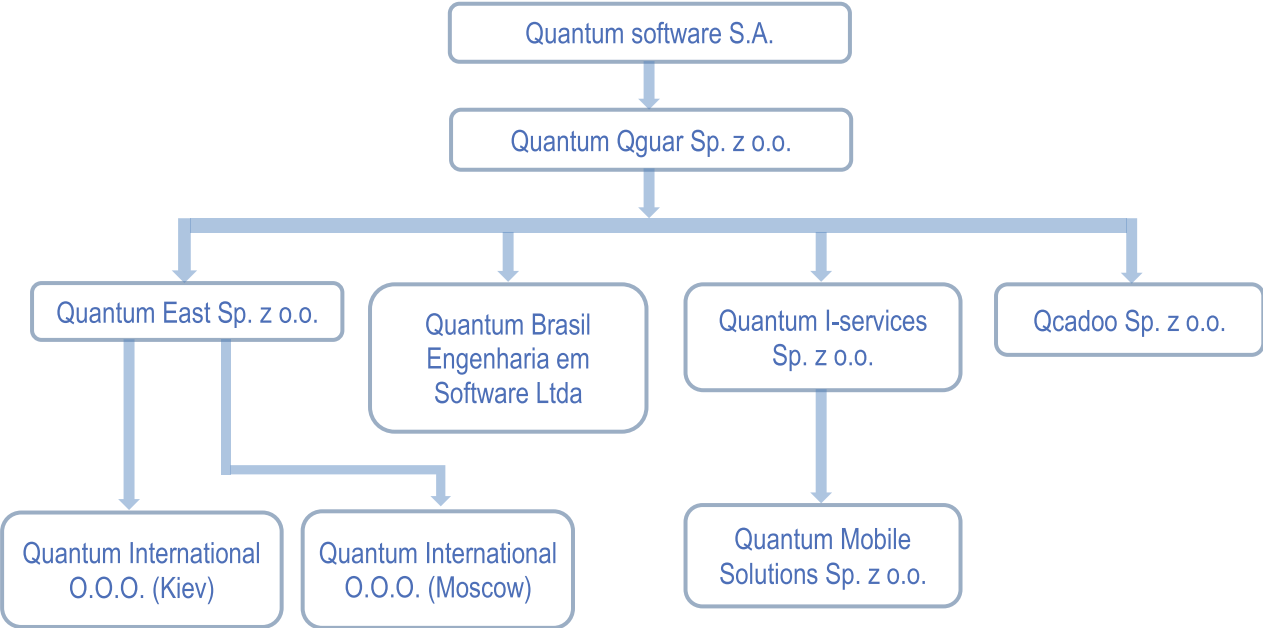 Quantum software S.A.
Quantum Qguar Sp. z o.o.
Quantum East Sp. z o.o.
Quantum Brasil
Engenharia em
Software Ltda
Quantum I-services
Sp. z o.o.
Qcadoo Sp. z o.o.
Quantum International
O.O.O. (Kiev)
Quantum International
O.O.O. (Moscow)
Quantum Mobile
Solutions Sp. z o.o.